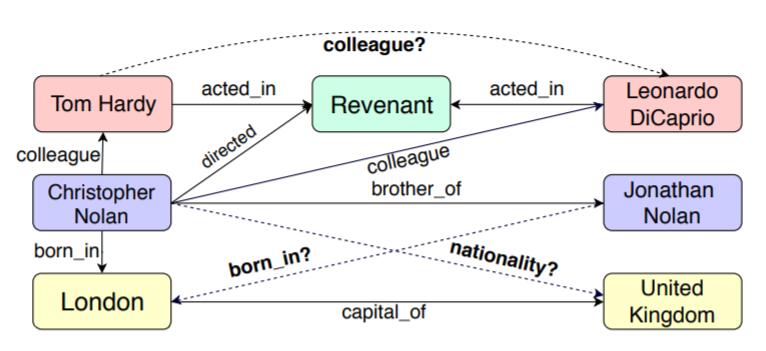 colleague?
Tom Hardy
acted_in
Revenant
acted_in
Leonardo
DiCaprio
colleague
directed
colleague
Christopher
Nolan
brother_of
Jonathan
Nolan
born_in
born_in?
nationality?
London
capital_of
United
Kingdom